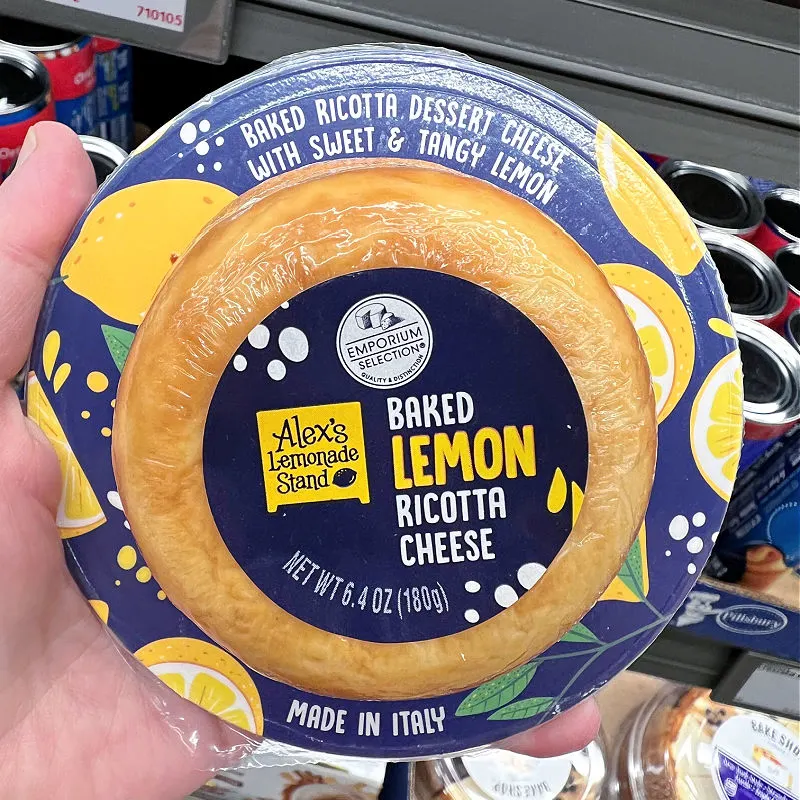 710105
BAKED RICOTTA DESSERT CHEESE
WITH SWEET & TANGY LEMON
EMPORIUM
SELECTION®
QUALITY & DISTINCTION
Alex's
Lemonade
Stand
BAKED
LEMON
RICOTTA
CHEESE
NET WT 6.4 OZ (180g)
MADE IN ITALY
Pillsbury
BAKE SHOP